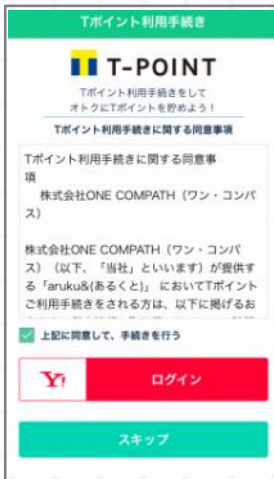 Tポイント利用手続き
T-POINT
Tポイント利用手続きをして
オトクにTポイントを貯めよう！
Tポイント利用手続きに関する同意事項
Tポイント利用手続きに関する同意事
項
株式会社ONE COMPATH（ワン・コンパ
ス）
株式会社ONE COMPATH（ワン・コンパ
ス）（以下、「当社」といいます）が提供す
る「aruku&(あるくと)」 においてTポイント
ご利用手続きをされる方は、以下に掲げるお
上記に同意して、手続きを行う
Y!
ログイン
スキップ